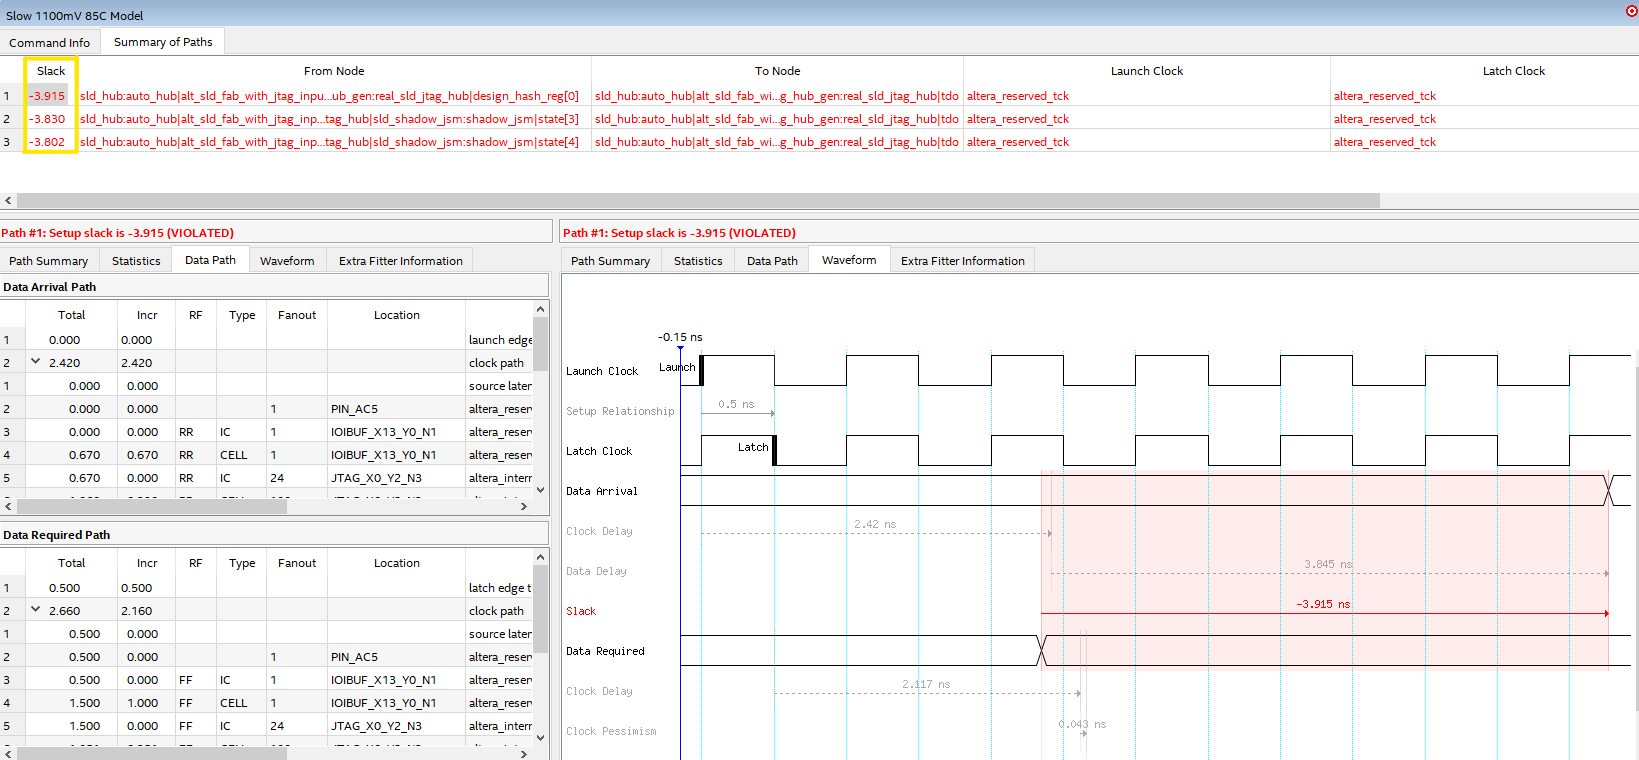 Slow 1100mV 85C Model
Command Info Summary of Paths
Slack From Node To Node Launch Clock Latch Clock
1 -3.915 sld_hub:auto_hub|alt_sld_fab_with_jtag_inpu...ub_gen:real_sld_jtag_hub|design_hash_reg[0] sld_hub:auto_hub|alt_sld_fab_wi...g_hub_gen:real_sld_jtag_hub|tdo altera_reserved_tck altera_reserved_tck
2 -3.830 sld_hub:auto_hub|alt_sld_fab_with_jtag_inp...tag_hub|sld_shadow_jsm:shadow_jsm|state[3] sld_hub:auto_hub|alt_sld_fab_wi...g_hub_gen:real_sld_jtag_hub|tdo altera_reserved_tck altera_reserved_tck
3 -3.802 sld_hub:auto_hub|alt_sld_fab_with_jtag_inp...tag_hub|sld_shadow_jsm:shadow_jsm|state[4] sld_hub:auto_hub|alt_sld_fab_wi...g_hub_gen:real_sld_jtag_hub|tdo altera_reserved_tck altera_reserved_tck
Path #1: Setup slack is -3.915 (VIOLATED)
Path Summary Statistics Data Path Waveform Extra Fitter Information
Data Arrival Path
Total Incr RF Type Fanout Location
1 0.000 0.000 launch edge
2 2.420 2.420 clock path
1 0.000 0.000 source laten
2 0.000 0.000 1 PIN_AC5 altera_reser
3 0.000 0.000 RR IC 1 IOIBUF_X13_Y0_N1 altera_reser
4 0.670 0.670 RR CELL 1 IOIBUF_X13_Y0_N1 altera_reser
5 0.670 0.000 RR IC 24 JTAG_X0_Y2_N3 altera_intern
Data Required Path
Total Incr RF Type Fanout Location
1 0.500 0.500 latch edge t
2 2.660 2.160 clock path
1 0.500 0.000 source laten
2 0.500 0.000 1 PIN_AC5 altera_reser
3 0.500 0.000 FF IC 1 IOIBUF_X13_Y0_N1 altera_reser
4 1.500 1.000 FF CELL 1 IOIBUF_X13_Y0_N1 altera_reser
5 1.500 0.000 FF IC 24 JTAG_X0_Y2_N3 altera_intern
Path #1: Setup slack is -3.915 (VIOLATED)
Path Summary Statistics Data Path Waveform Extra Fitter Information
-0.15 ns
Launch Clock Launch
Setup Relationship 0.5 ns
Latch Clock Latch
Data Arrival
Clock Delay 2.42 ns
Data Delay 3.845 ns
Slack -3.915 ns
Data Required
Clock Delay 2.117 ns
Clock Pessimism 0.043 ns